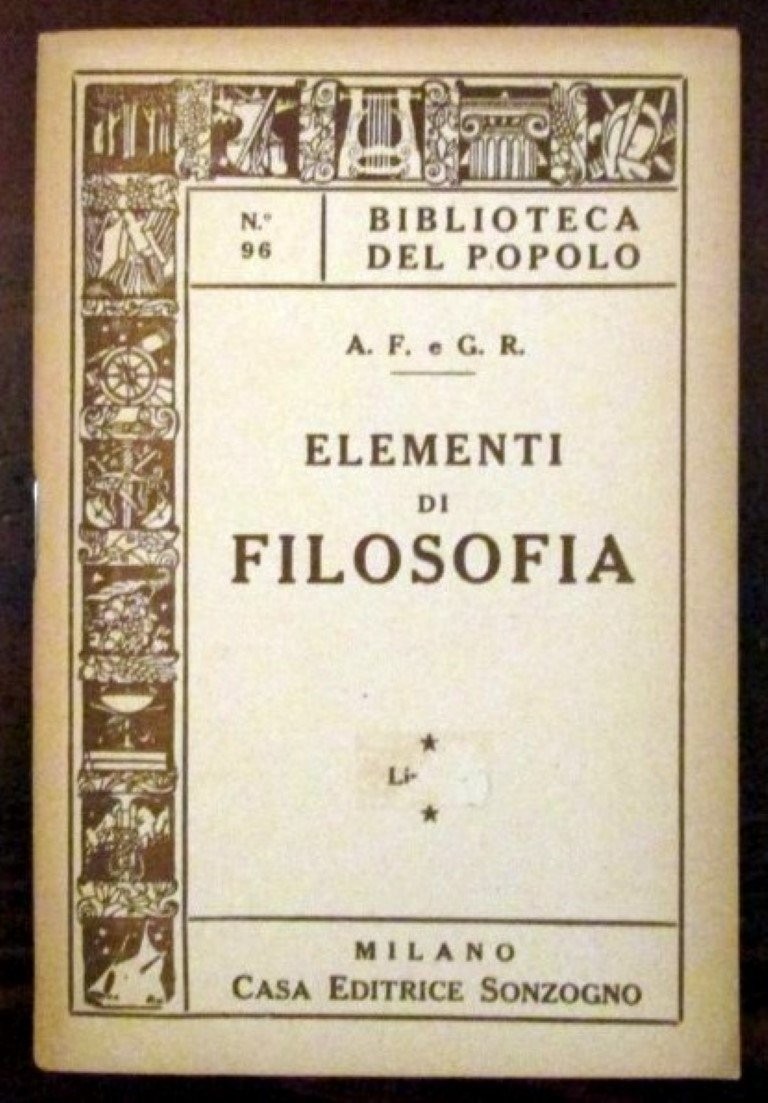 N.º
96
BIBLIOTECA
DEL POPOLO
A. F. e G. R.
ELEMENTI
DI
FILOSOFIA
MILANO
CASA EDITRICE SONZOGNO